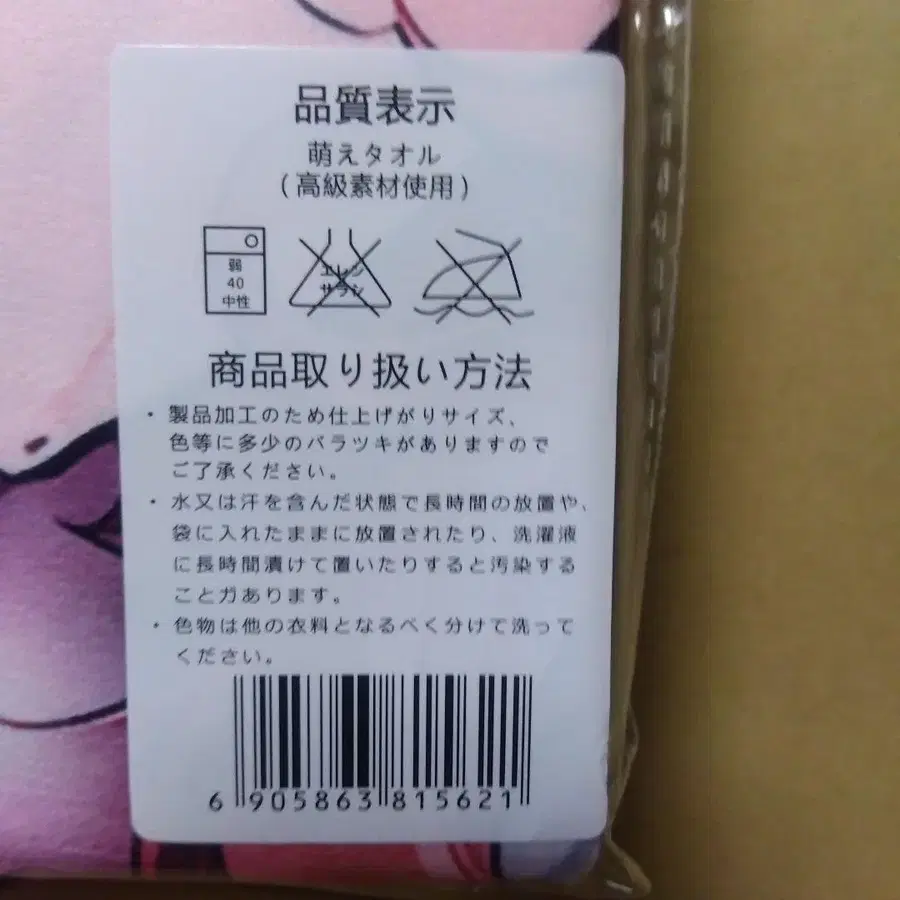 品質表示
萌えタオル
(高級素材使用)
弱
40
中性
エレン
サラシ
商品取り扱い方法
・製品加工のため仕上げがりサイズ、
色等に多少のバラツキがありますので
ご了承ください。
・水又は汗を含んだ状態で長時間の放置や、
袋に入れたままに放置されたり、洗濯液
に長時間漬けて置いたりすると汚染する
ことガあります。
・色物は他の衣料となるべく分けて洗って
ください。
6 905863 815621